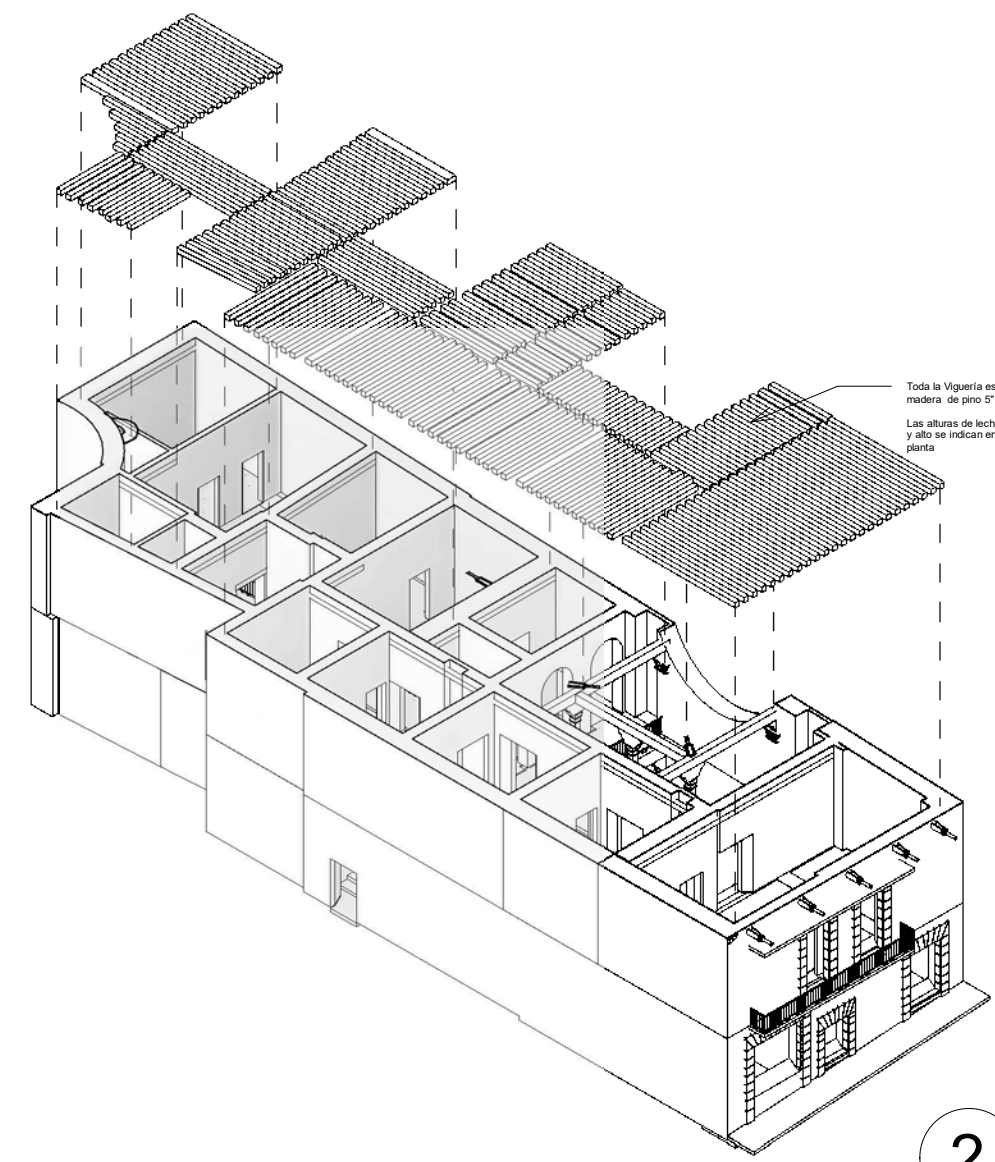 Toda la Viguería es
madera de pino 5"
Las alturas de lech
y alto se indican en
planta
2